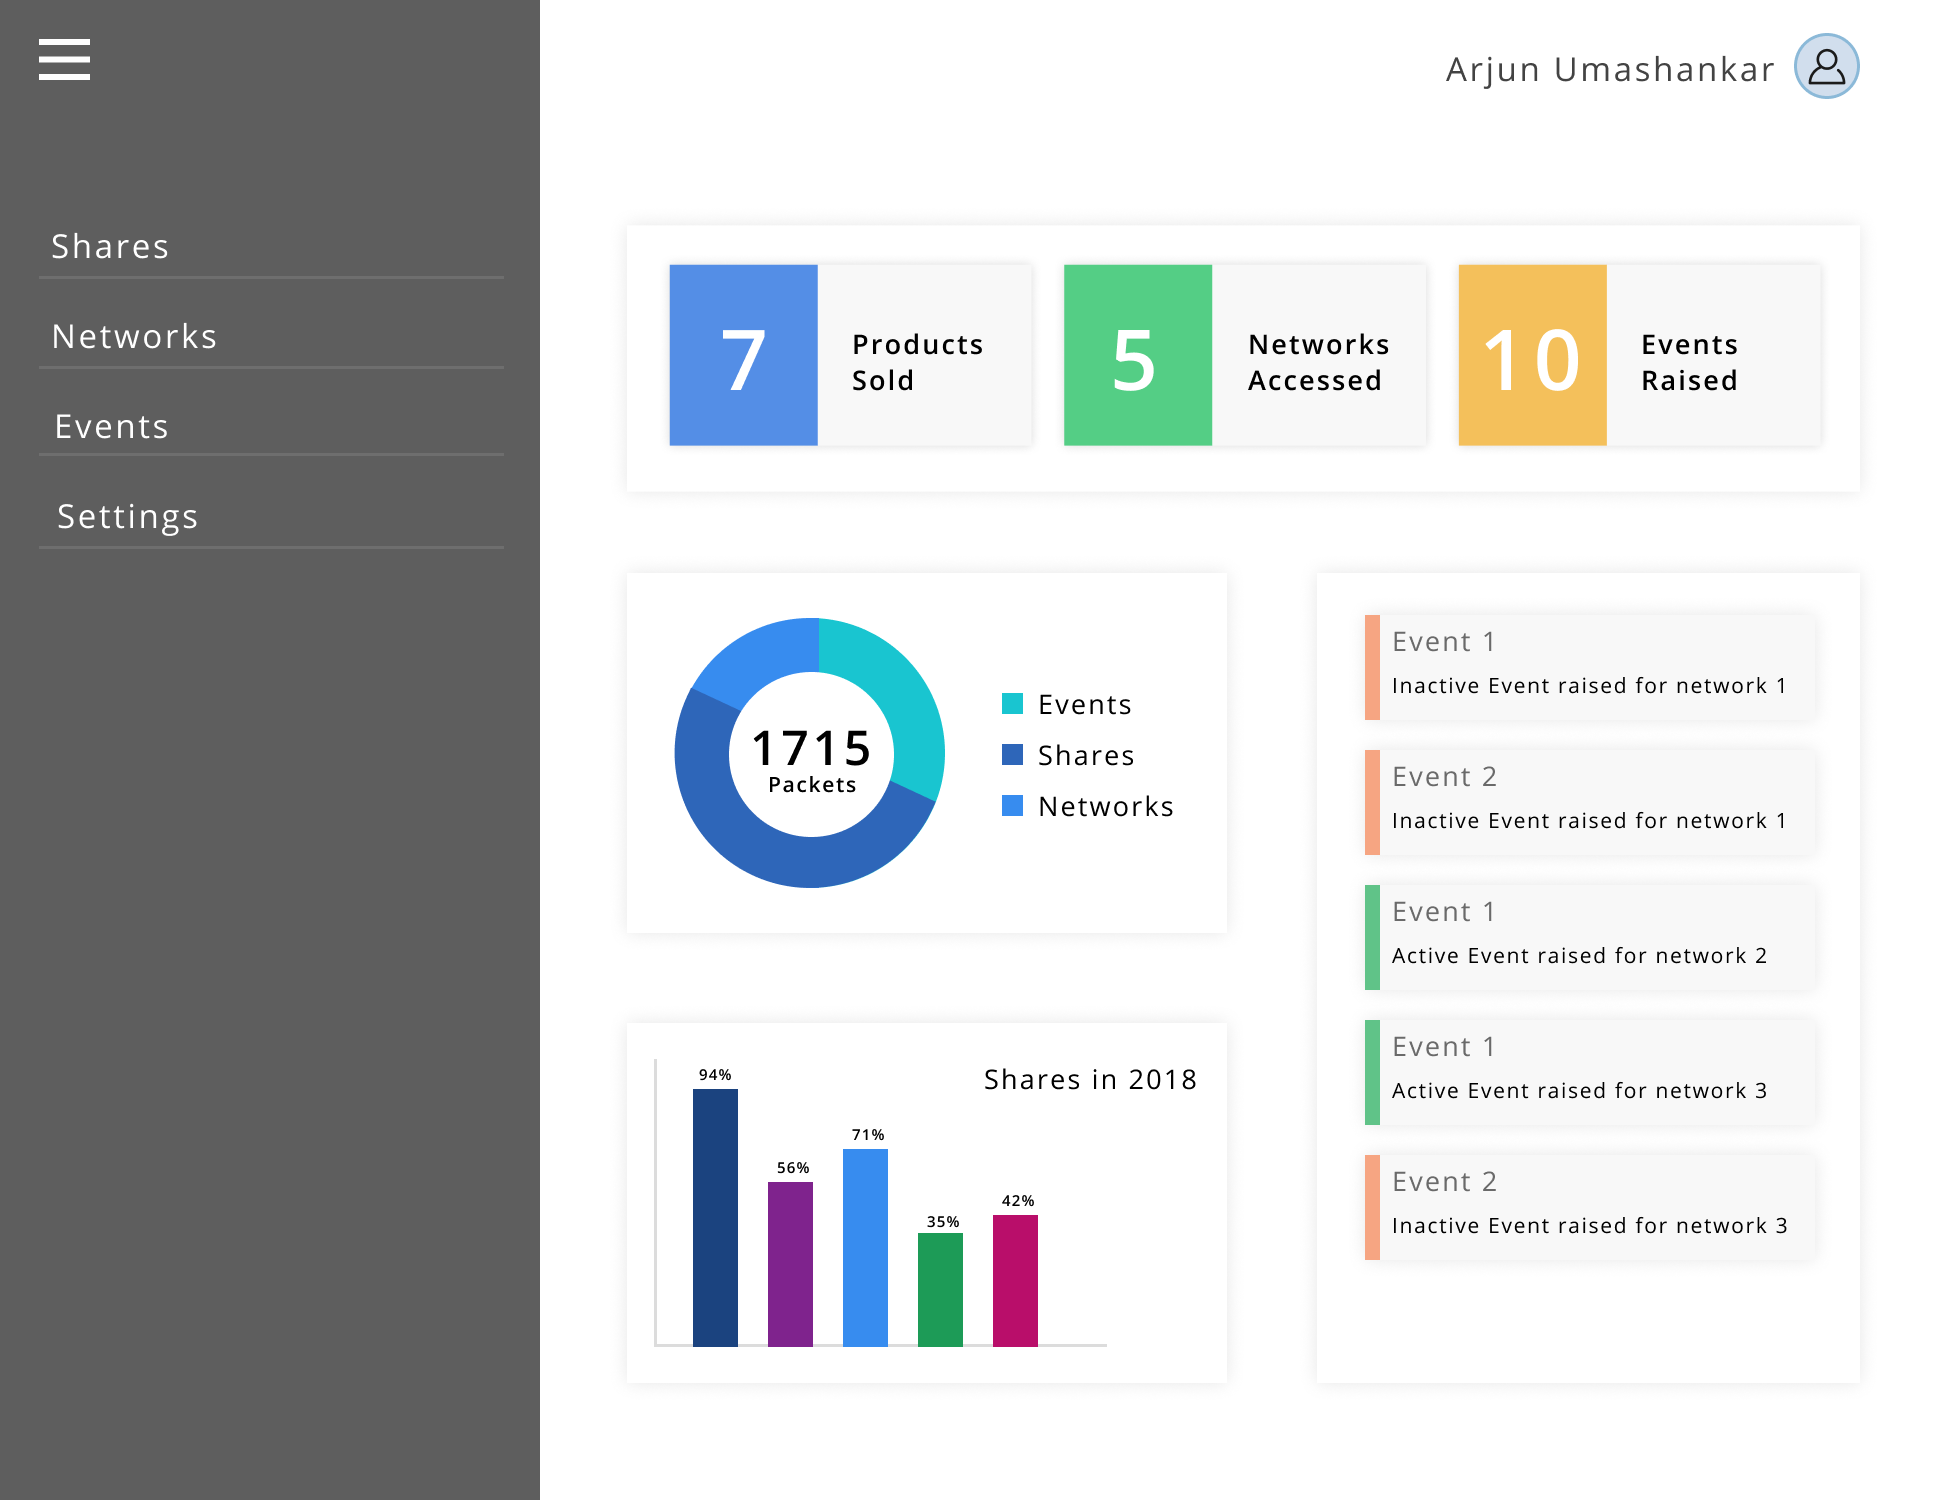 Arjun Umashankar
Shares
Networks
Events
Settings
7
Products
Sold
5
Networks
Accessed
10
Events
Raised
1715
Packets
Events
Shares
Networks
Shares in 2018
94%
56%
71%
35%
42%
Event 1
Inactive Event raised for network 1
Event 2
Inactive Event raised for network 1
Event 1
Active Event raised for network 2
Event 1
Active Event raised for network 3
Event 2
Inactive Event raised for network 3